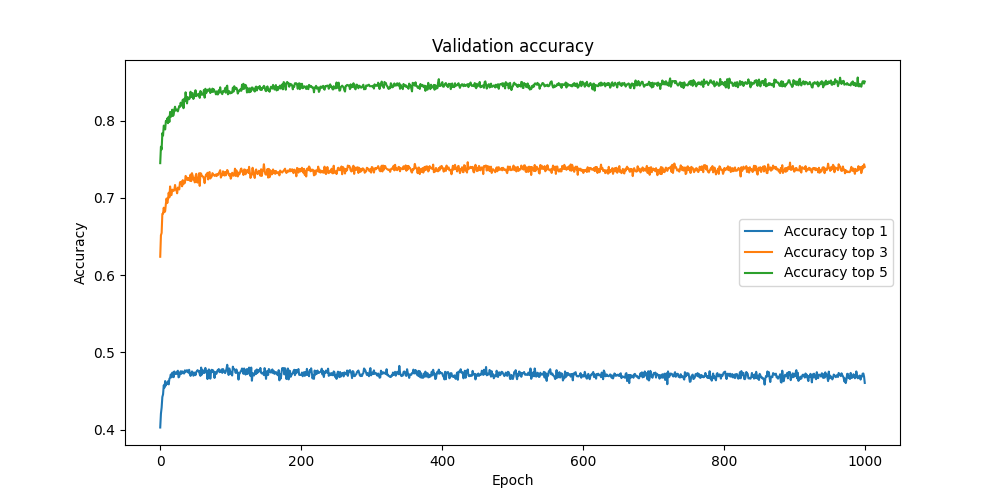 Validation accuracy
0.8
0.7
0.6
0.5
0.4
Accuracy
Accuracy top 1
Accuracy top 3
Accuracy top 5
0 200 400 600 800 1000
Epoch